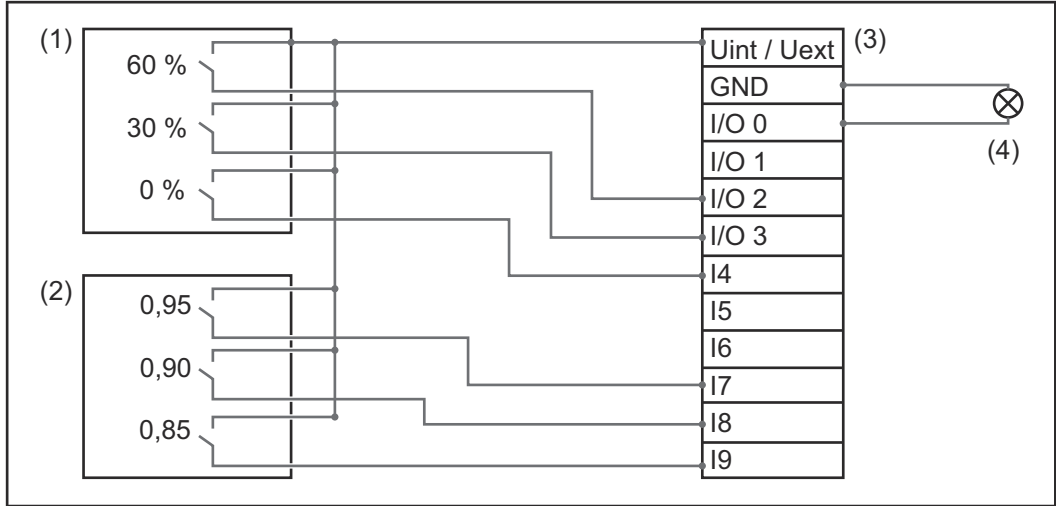 (1)
60 %
30 %
0 %
(2)
0,95
0,90
0,85
(3)
Uint / Uext
GND
I/O 0
I/O 1
I/O 2
I/O 3
I4
I5
I6
I7
I8
I9
(4)